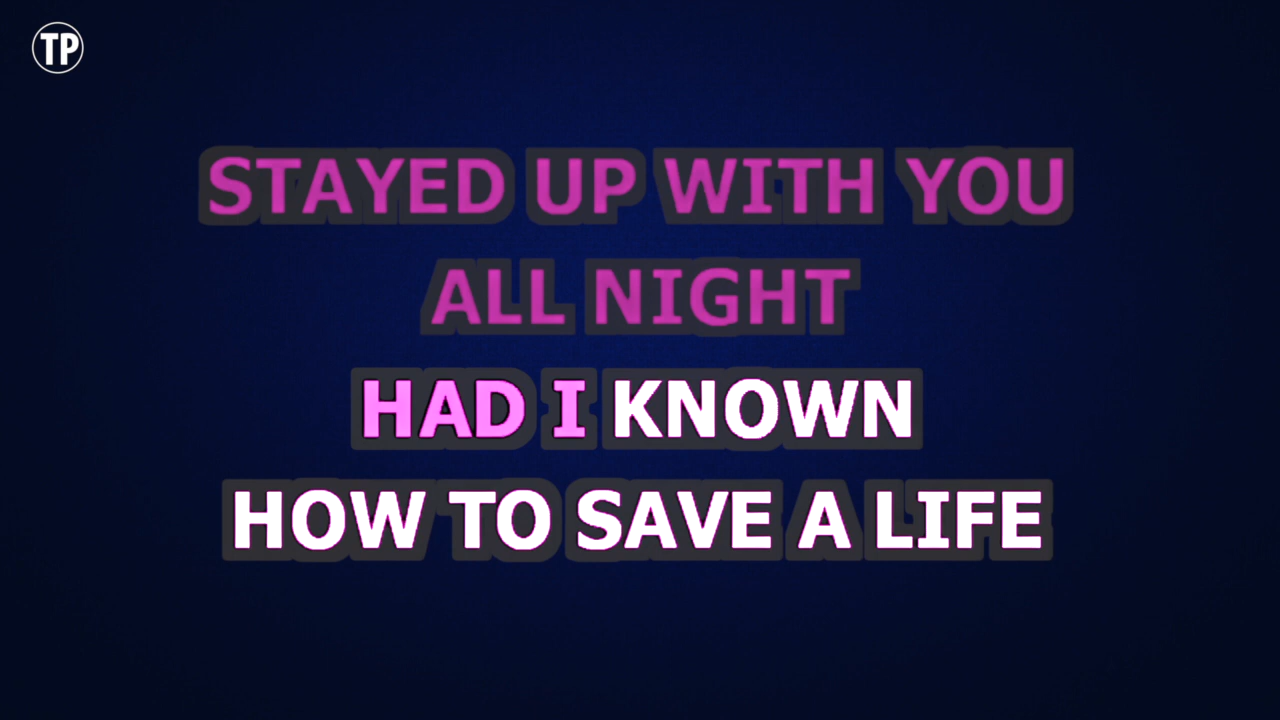 TP
STAYED UP WITH YOU
ALL NIGHT
HAD I KNOWN
HOW TO SAVE A LIFE